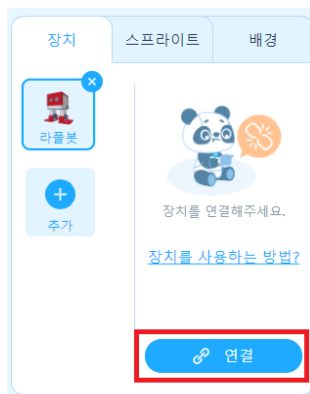 장치 스프라이트 배경
라플봇
추가
장치를 연결해주세요.
장치를 사용하는 방법?
연결